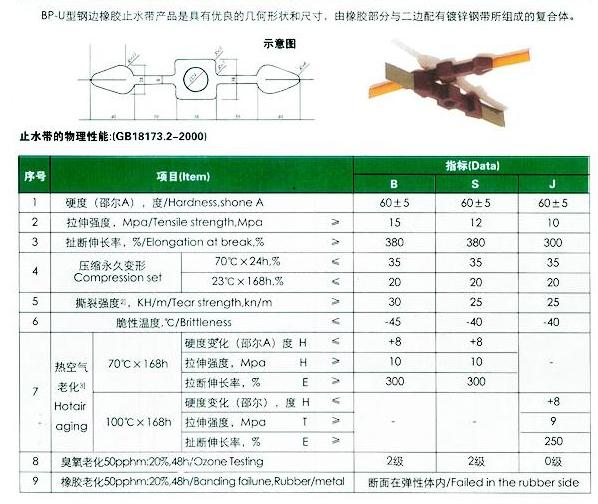 BP-U型钢边橡胶止水带产品是具有优良的几何形状和尺寸，由橡胶部分与二边配有镀锌钢带所组成的复合体。
示意图
止水带的物理性能:(GB18173.2-2000)
序号 项目(Item) 指标(Data)
B S J
1 硬度（邵尔A），度/Hardness,shone A 60±5 60±5 60±5
2 拉伸强度，Mpa/Tensile strength,Mpa ≥ 15 12 10
3 扯断伸长率，%/Elongation at break,% ≥ 380 380 300
4 压缩永久变形 Compression set 70℃×24h,% ≤ 35 35 35
23℃×168h,% ≤ 20 20 20
5 撕裂强度2)，KH/m/Tear strength,kn/m ≥ 30 25 25
6 脆性温度.℃/Brittleness ≤ -45 -40 -40
7 热空气老化3) Hotair aging 70℃×168h 硬度变化（邵尔A）度 H ≤ +8 +8 -
拉伸强度，Mpa H ≥ 10 10
拉断伸长率，% E ≥ 300 300
100℃×168h 硬度变化（邵尔），度 H ≤ - - +8
拉伸强度，Mpa T ≥ 9
扯断伸长率，% E ≥ 250
8 臭氧老化50pphm:20%,48h/Ozone Testing 2级 2级 0级
9 橡胶老化50pphm:20%,48h/Banding failune,Rubber/metal 断面在弹性体内/Failed in the rubber side